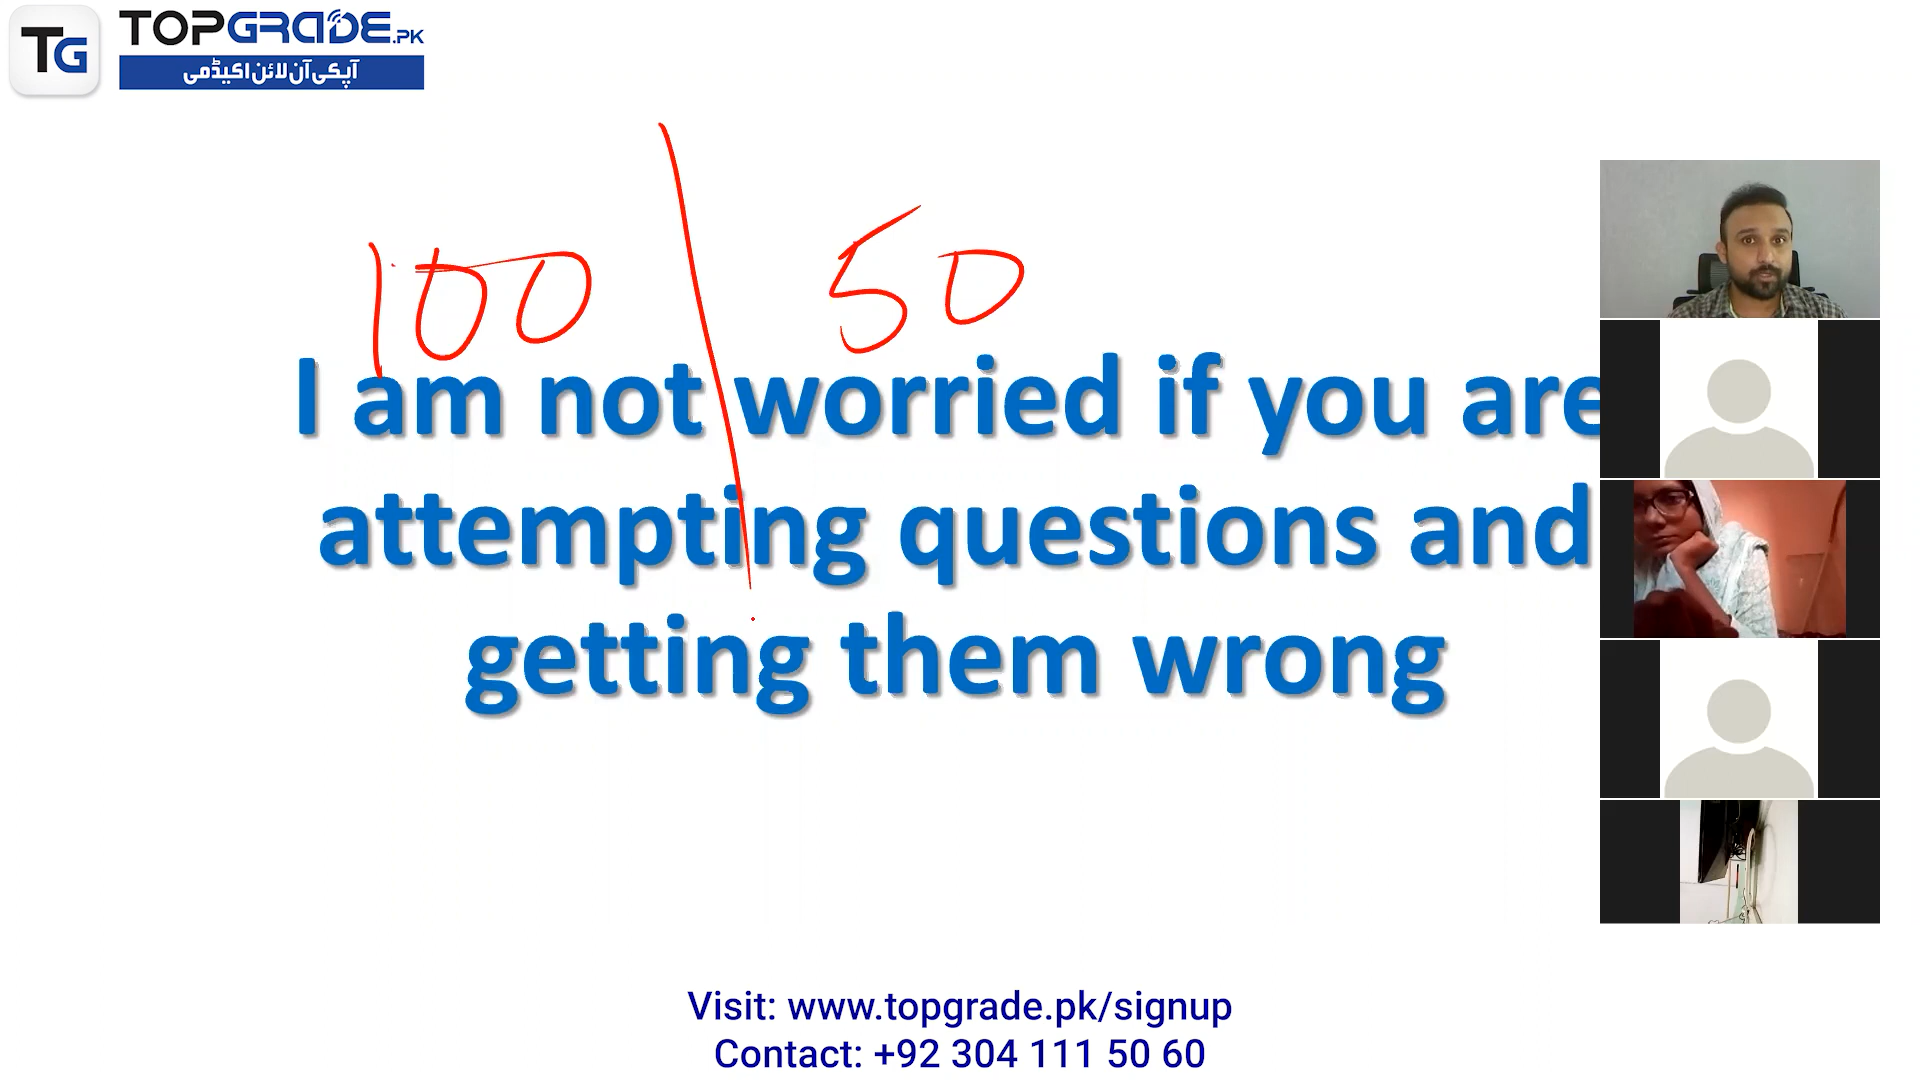 TG
TOPGRADE.PK
آپکی آن لائن اکیڈمی
100 50
I am not worried if you are
attempting questions and
getting them wrong
Visit: www.topgrade.pk/signup
Contact: +92 304 111 50 60